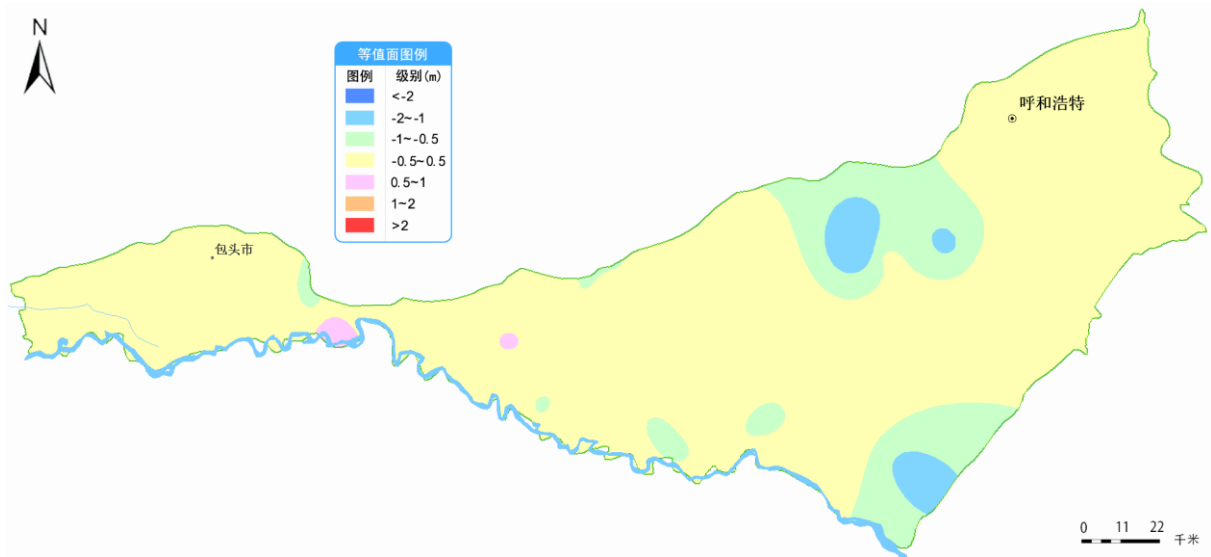 N
等值面图例
图例 级别(m)
<-2
-2~-1
-1~-0.5
-0.5~0.5
0.5~1
1~2
>2
呼和浩特
包头市
0 11 22
千米